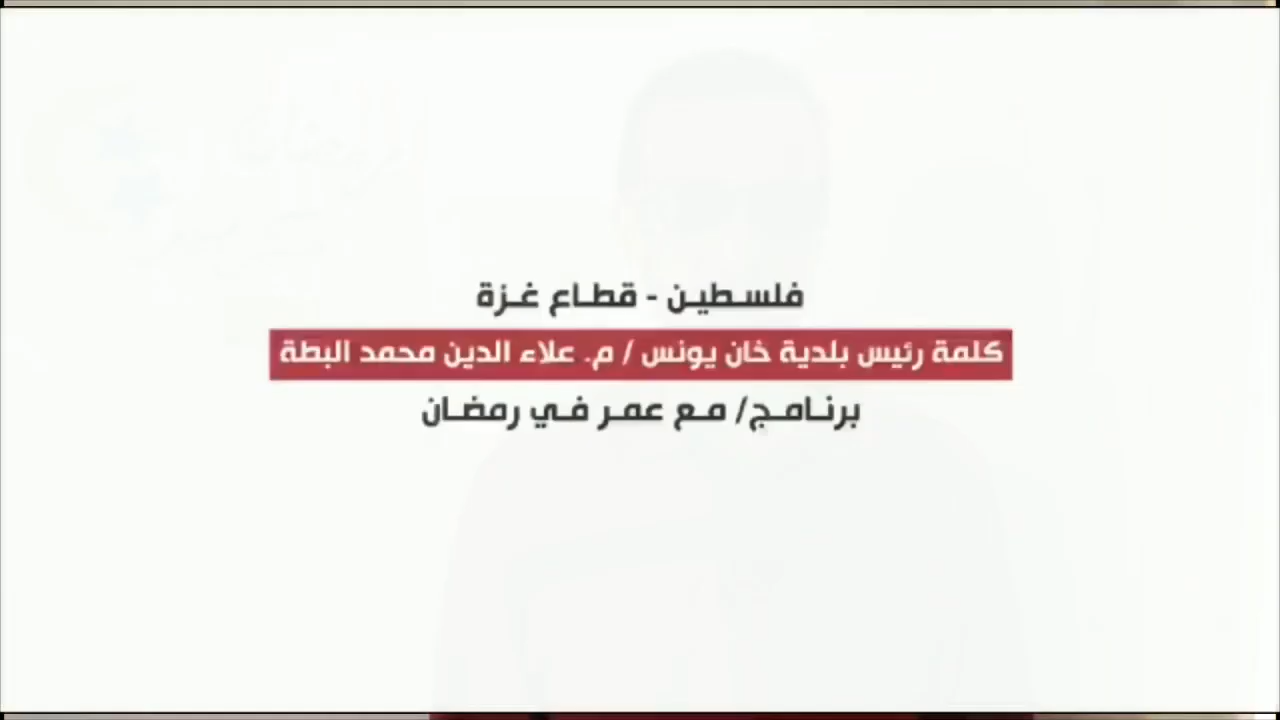 فلسطين - قطاع غزة
كلمة رئيس بلدية خان يونس / م. علاء الدين محمد البطة
برنامج/ مع عمر في رمضان